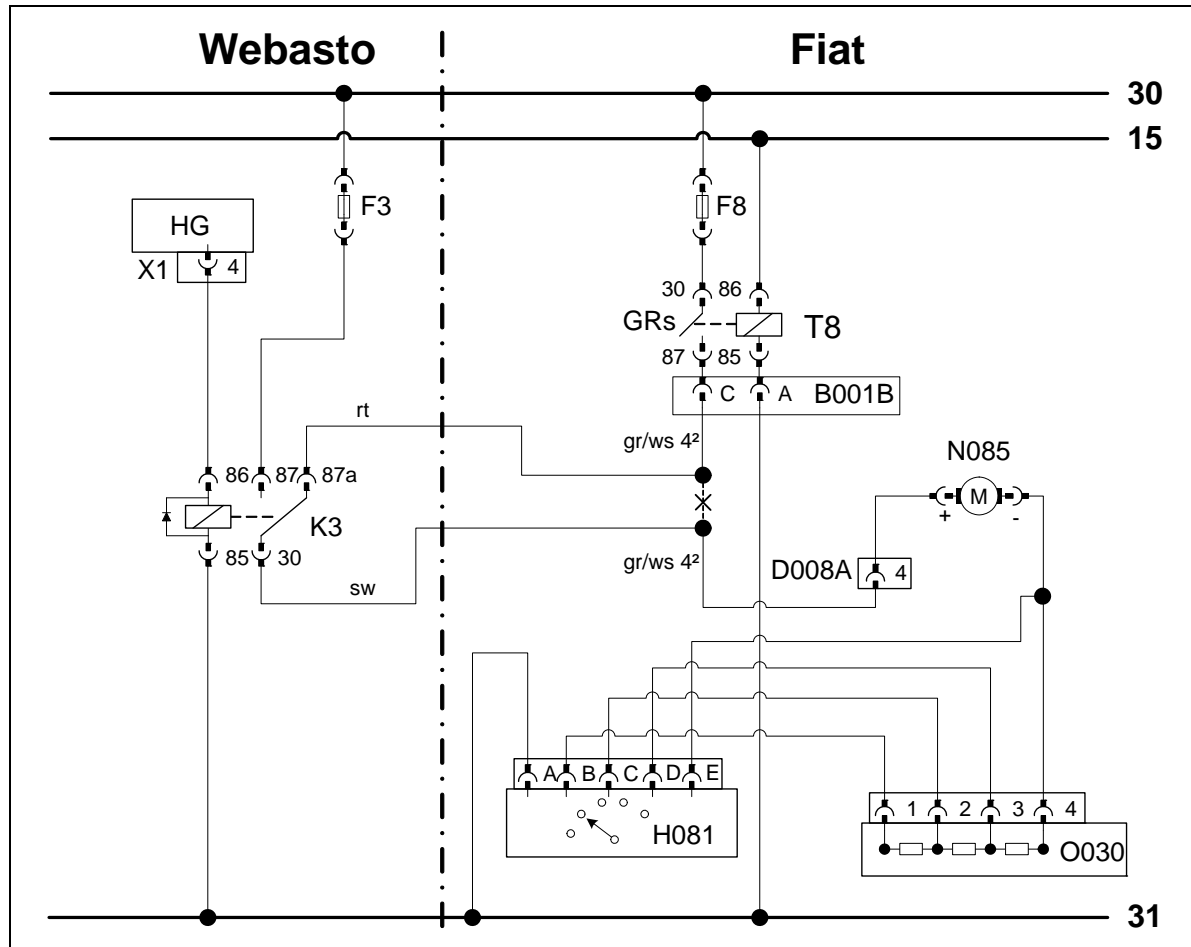 Webasto Fiat
30
15
F3 F8
HG
X1 4
30 86
GRs T8
87 85
C A B001B
rt
gr/ws 4²
N085
86 87 87a
M
K3
+ -
85 30
gr/ws 4²
D008A 4
sw
A B C D E
H081
1 2 3 4
O030
31